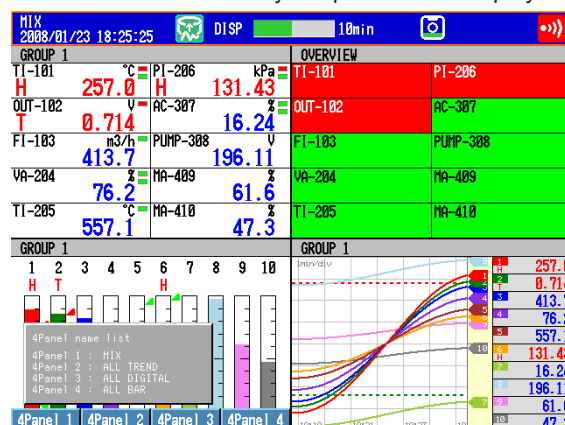 MIX
2008/01/23 18:25:25 DISP 10min
GROUP 1
TI-101 °C PI-206 kPa
H 257.0 H 131.43
OUT-102 V AC-307 %
T 0.714 16.24
FI-103 m3/h PUMP-308 V
413.7 196.11
VA-204 % MA-409 %
76.2 61.6
TI-205 °C MA-410 %
557.1 47.3
OVERVIEW
TI-101 PI-206
OUT-102 AC-307
FI-103 PUMP-308
VA-204 MA-409
TI-205 MA-410
GROUP 1
1 2 3 4 5 6 7 8 9 10
H T H
4Panel name list
4Panel 1 : MIX
4Panel 2 : ALL TREND
4Panel 3 : ALL DIGITAL
4Panel 4 : ALL BAR
4Panel 1 4Panel 2 4Panel 3 4Panel 4
GROUP 1
1min/div
1 H 257.
2 T 0.71
3 413.
4 76.
5 557.
6 H 131.4
7 16.2
196.1
61.
10 47.